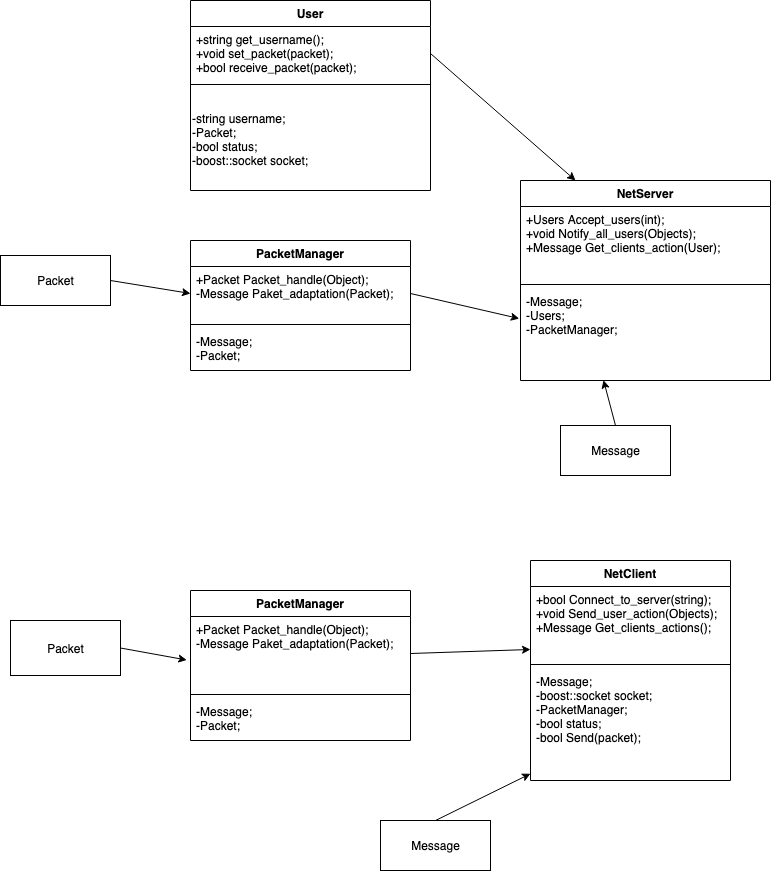 User
+string get_username();
+void set_packet(packet);
+bool receive_packet(packet);
-string username;
-Packet;
-bool status;
-boost::socket socket;
NetServer
+Users Accept_users(int);
+void Notify_all_users(Objects);
+Message Get_clients_action(User);
-Message;
-Users;
-PacketManager;
PacketManager
+Packet Packet_handle(Object);
-Message Paket_adaptation(Packet);
-Message;
-Packet;
Packet
Message
NetClient
+bool Connect_to_server(string);
+void Send_user_action(Objects);
+Message Get_clients_actions();
-Message;
-boost::socket socket;
-PacketManager;
-bool status;
-bool Send(packet);
PacketManager
+Packet Packet_handle(Object);
-Message Paket_adaptation(Packet);
-Message;
-Packet;
Packet
Message